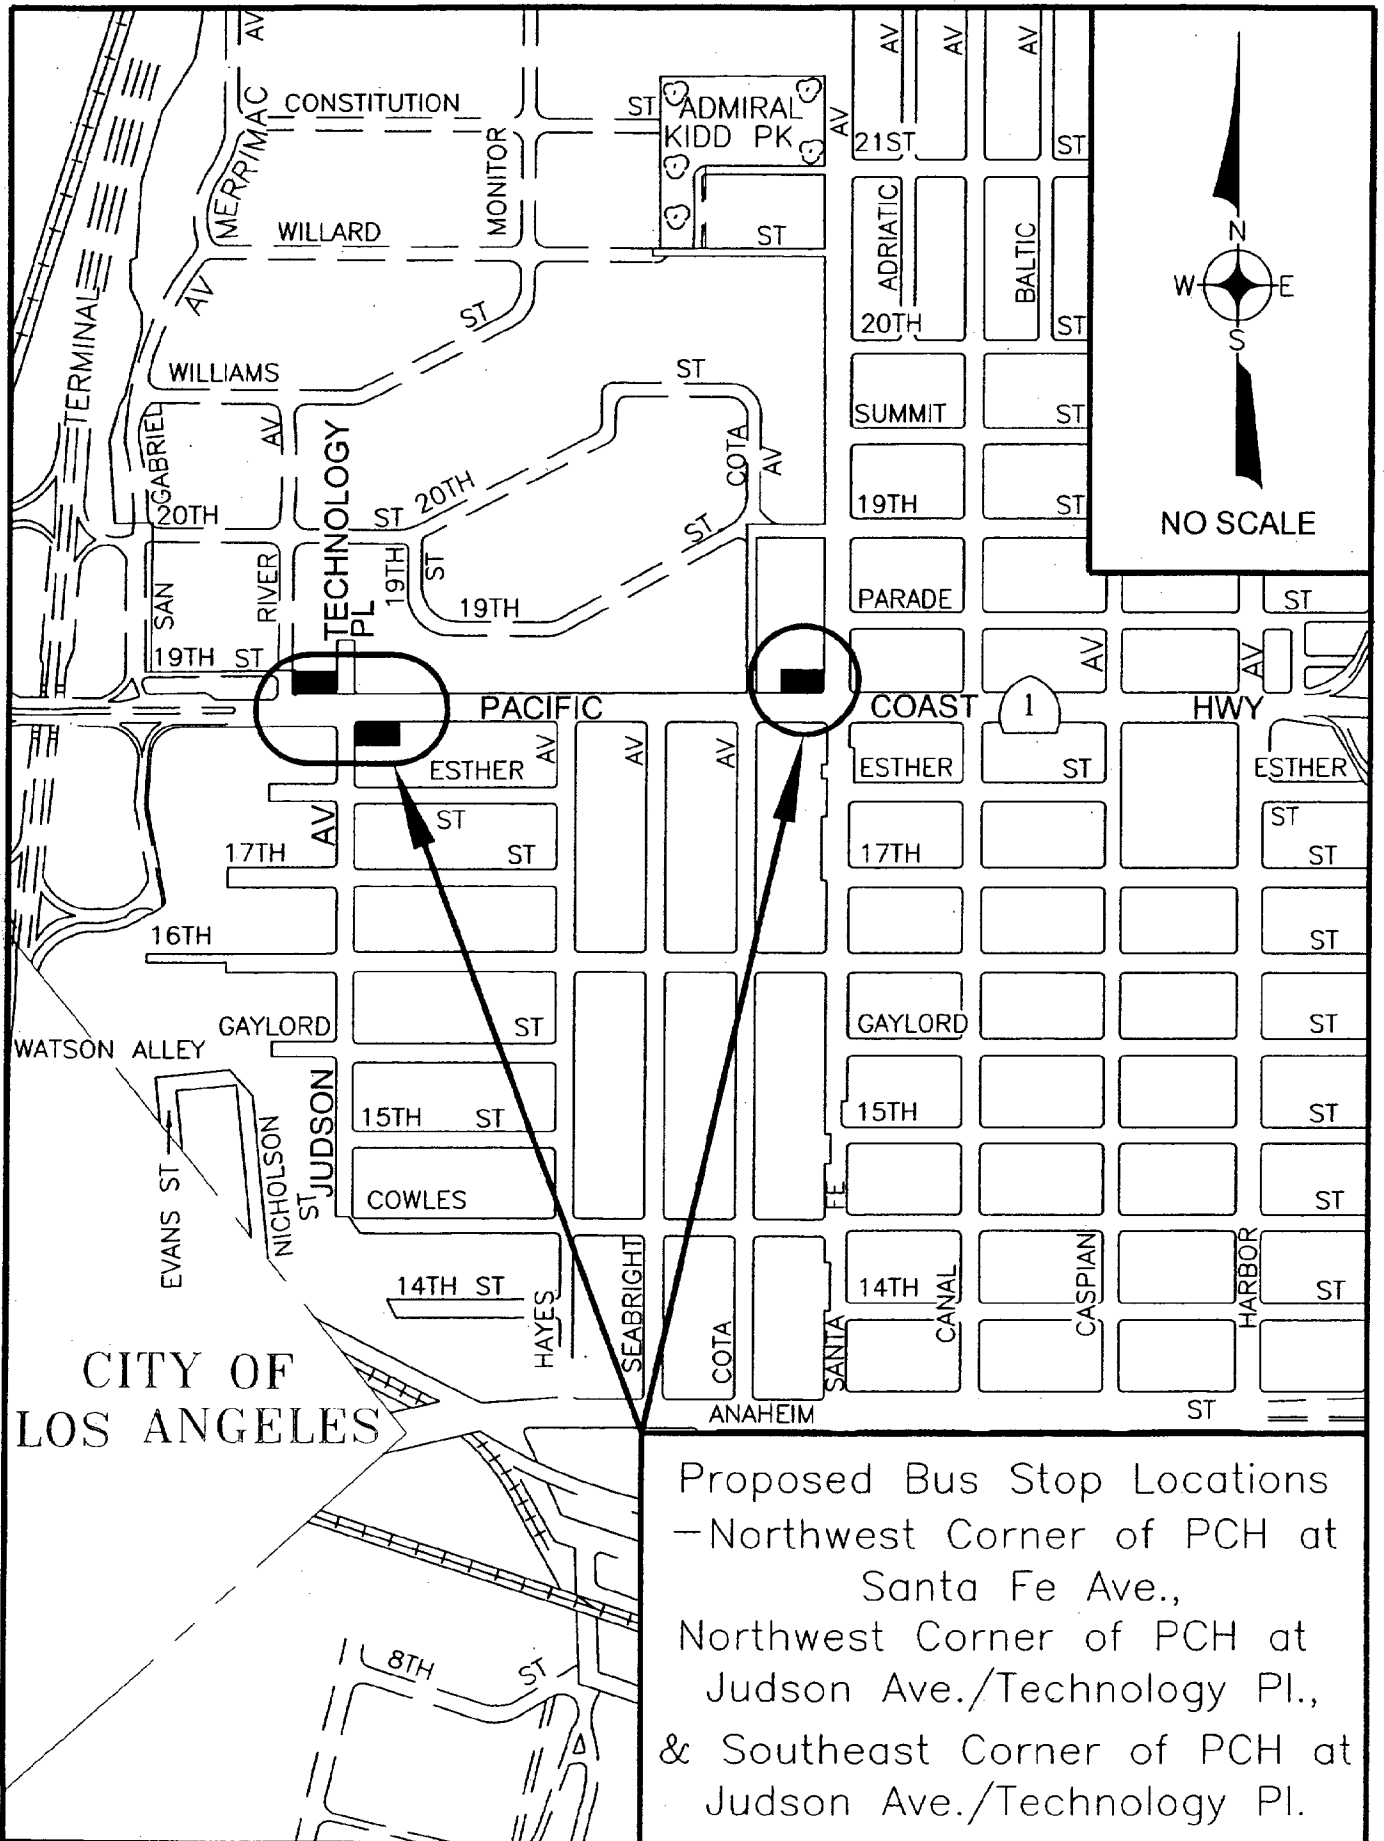 AV
AV
AV
AV
CONSTITUTION
ST
ADMIRAL
KIDD PK
AV
21ST
ST
MERRIMAC
MONITOR
WILLARD
ST
ADRIATIC
BALTIC
AV
ST
20TH
ST
N
W
E
S
NO SCALE
TERMINAL
WILLIAMS
ST
SUMMIT
ST
GABRIEL
AV
TECHNOLOGY
PL
COTA
AV
20TH
ST
20TH
ST
19TH
ST
SAN
RIVER
19TH
ST
19TH
PARADE
ST
19TH ST
AV
AV
PACIFIC
COAST
1
HWY
ESTHER
ST
AV
AV
AV
ESTHER
ST
ESTHER
ST
AV
17TH
ST
17TH
ST
16TH
ST
GAYLORD
ST
GAYLORD
ST
WATSON ALLEY
JUDSON
15TH
ST
15TH
ST
EVANS ST
NICHOLSON
ST
COWLES
FE
ST
14TH ST
HAYES
SEABRIGHT
COTA
SANTA
14TH
CANAL
CASPIAN
HARBOR
ST
CITY OF
LOS ANGELES
ANAHEIM
ST
8TH
ST
Proposed Bus Stop Locations
-Northwest Corner of PCH at
Santa Fe Ave.,
Northwest Corner of PCH at
Judson Ave./Technology Pl.,
& Southeast Corner of PCH at
Judson Ave./Technology Pl.